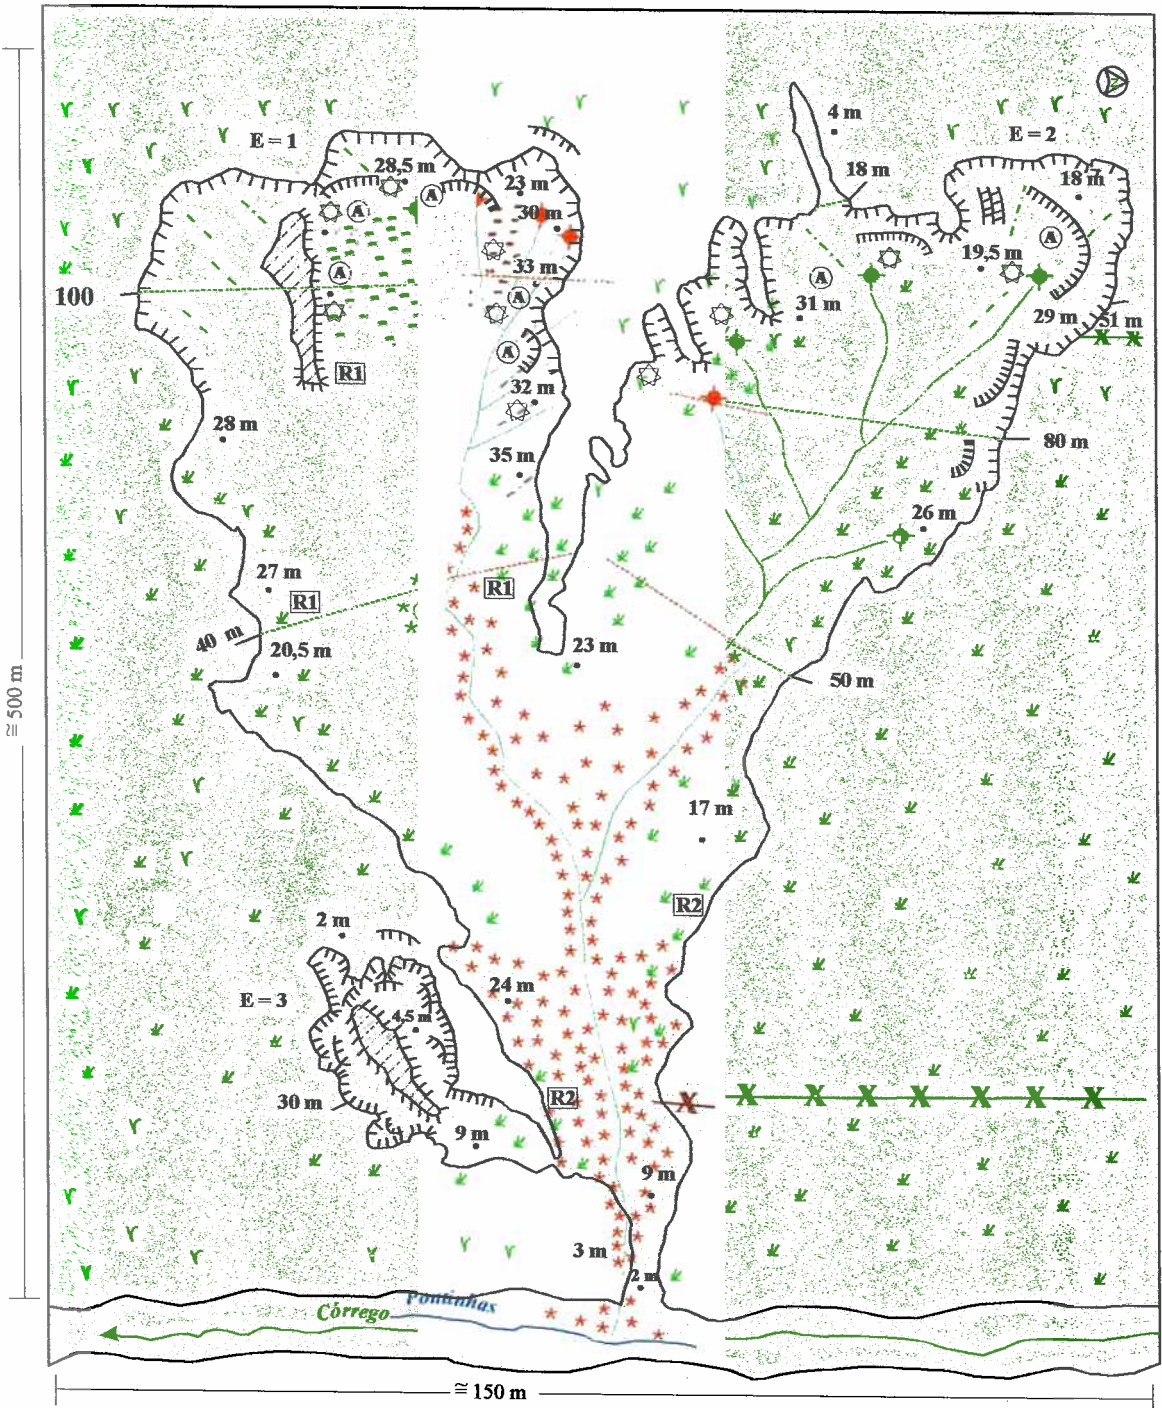 4 m
E = 1
E = 2
28,5 m
23 m
18 m
18 m
A
A
30 m
A
19,5 m
A
33 m
A
A
100
31 m
29 m
51 m
A
R1
32 m
28 m
80 m
35 m
26 m
27 m
R1
R1
40 m
20,5 m
23 m
50 m
≅ 500 m
17 m
R2
2 m
24 m
E = 3
4,5 m
30 m
R2
X X X X X X X X
9 m
9 m
3 m
2 m
Córrego Pontinhas
≅ 150 m